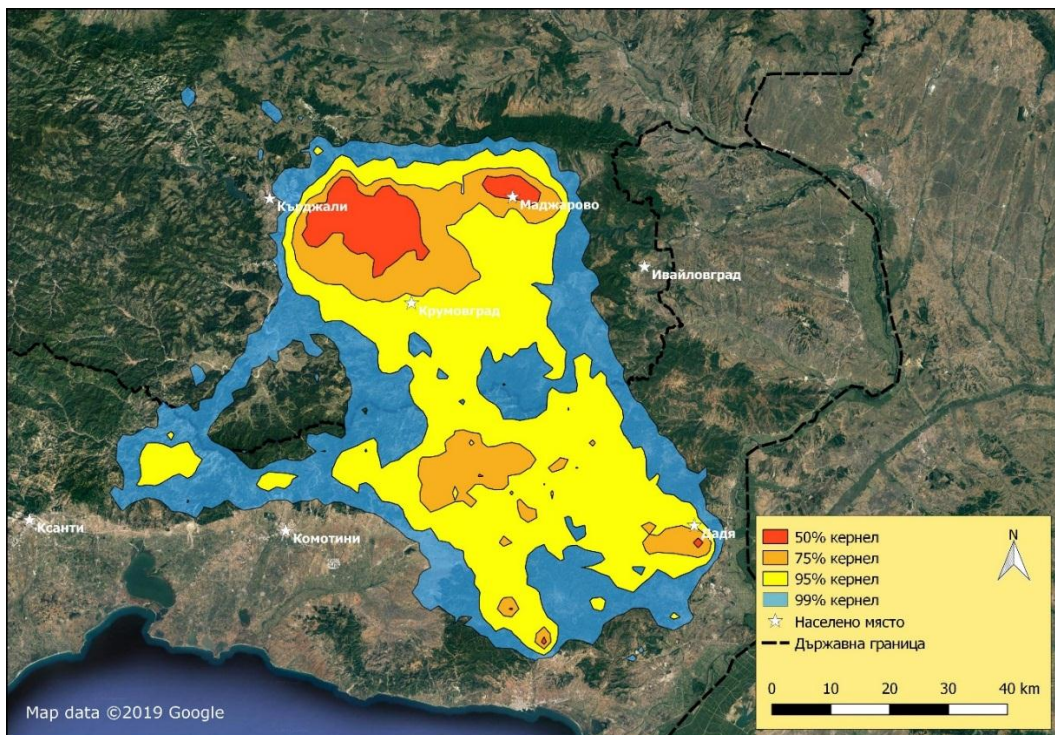 Кърджали
Маджарово
Ивайловград
Крумовград
Ксанти
Комотини
Дадя
50% кернел
75% кернел
95% кернел
99% кернел
Населено място
Държавна граница
N
0 10 20 30 40 km
Map data ©2019 Google